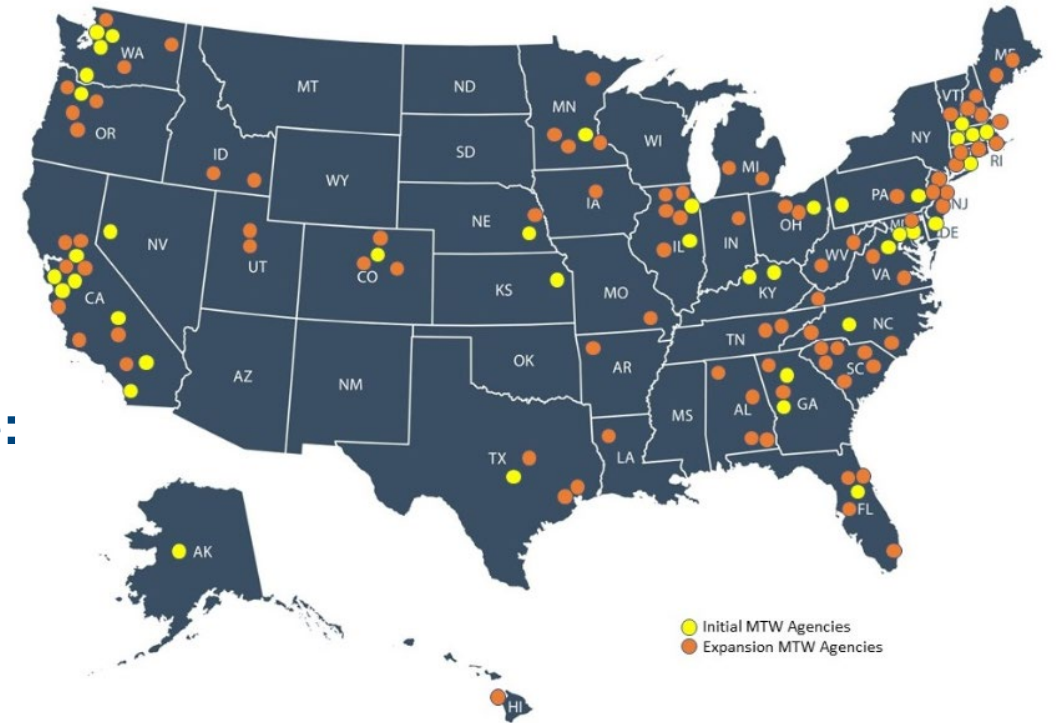 WA
MT
ND
MN
ME
VT
OR
ID
SD
WI
NY
MI
RI
WY
IA
PA
NJ
NE
OH
DE
NV
UT
CO
IL
IN
WV
VA
CA
KS
MO
KY
NC
TN
AZ
NM
OK
AR
SC
MS
AL
GA
:
TX
LA
FL
AK
Initial MTW Agencies
Expansion MTW Agencies
HI